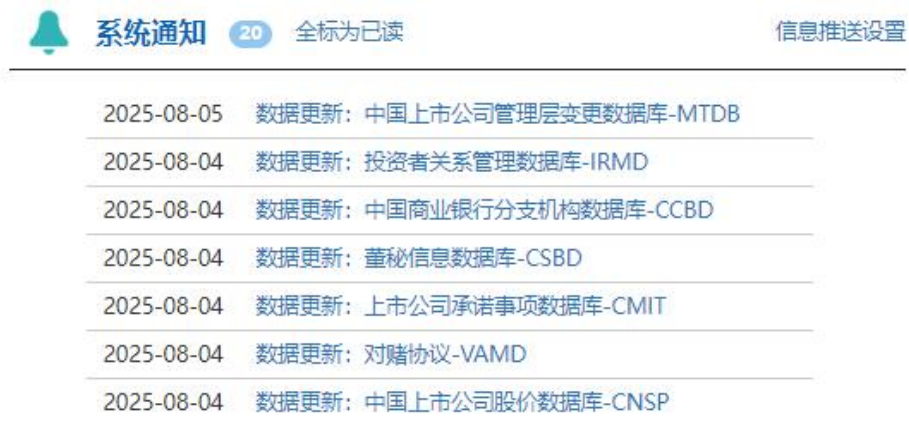 系统通知 20 全标为已读 信息推送设置
2025-08-05 数据更新：中国上市公司管理层变更数据库-MTDB
2025-08-04 数据更新：投资者关系管理数据库-IRMD
2025-08-04 数据更新：中国商业银行分支机构数据库-CCBD
2025-08-04 数据更新：董秘信息数据库-CSBD
2025-08-04 数据更新：上市公司承诺事项数据库-CMIT
2025-08-04 数据更新：对赌协议-VAMD
2025-08-04 数据更新：中国上市公司股价数据库-CNSP